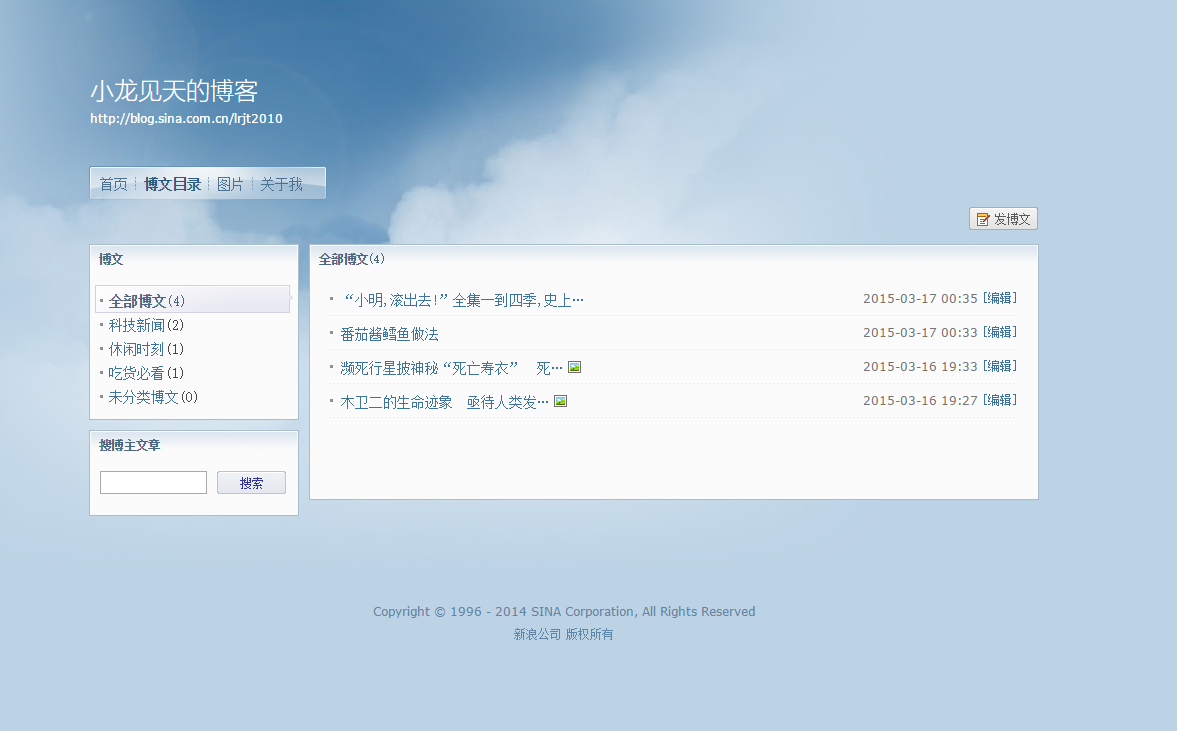 小龙见天的博客
http://blog.sina.com.cn/lrjt2010
首页 博文目录 图片 关于我
发博文
博文
全部博文(4)
科技新闻(2)
休闲时刻(1)
吃货必看(1)
未分类博文(0)
搜博主文章
搜索
全部博文(4)
“小明,滚出去!”全集一到四季,史上… 2015-03-17 00:35 [编辑]
番茄酱鳕鱼做法 2015-03-17 00:33 [编辑]
濒死行星披神秘“死亡寿衣” 死… 2015-03-16 19:33 [编辑]
木卫二的生命迹象 亟待人类发… 2015-03-16 19:27 [编辑]
Copyright © 1996 - 2014 SINA Corporation, All Rights Reserved
新浪公司 版权所有